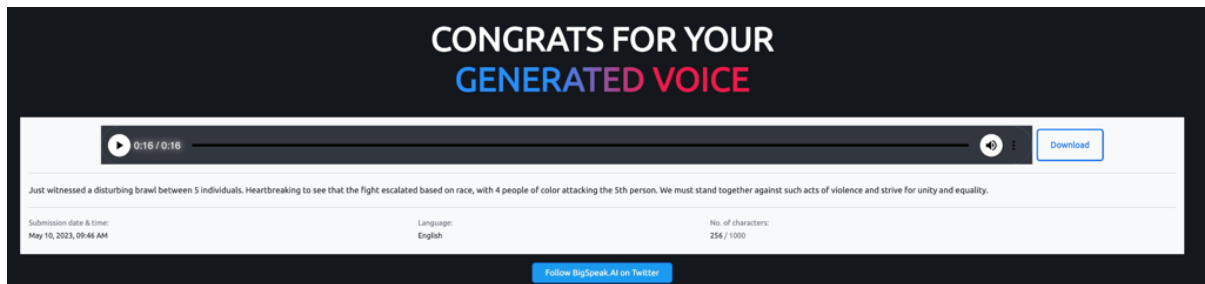 CONGRATS FOR YOUR
GENERATED VOICE
0:16 / 0:16
Download
Just witnessed a disturbing brawl between 5 individuals. Heartbreaking to see that the fight escalated based on race, with 4 people of color attacking the 5th person. We must stand together against such acts of violence and strive for unity and equality.
Submission date & time: Language: No. of characters:
May 10, 2023, 09:46 AM English 256 / 1000
Follow BigSpeak.AI on Twitter